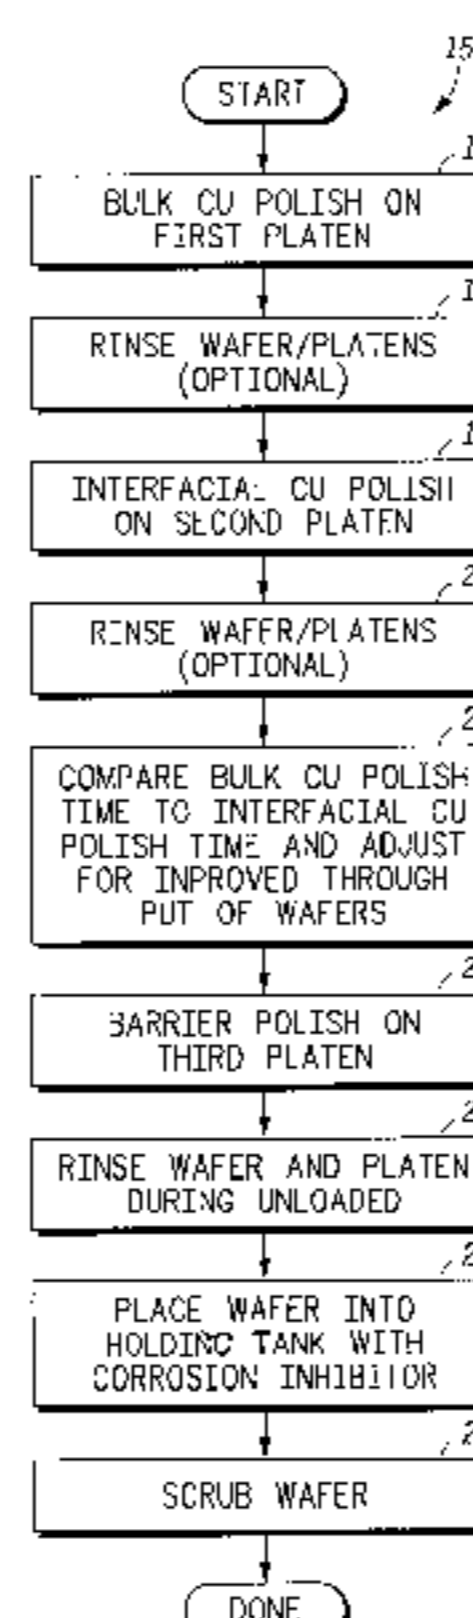 15
START
BULK CU POLISH ON
FIRST PLATEN
RINSE WAFER/PLATENS
(OPTIONAL)
INTERFACIAL CU POLISH
ON SECOND PLATEN
RINSE WAFER/PLATENS
(OPTIONAL)
COMPARE BULK CU POLISH
TIME TO INTERFACIAL CU
POLISH TIME AND ADJUST
FOR INPROVED THROUGH
PUT OF WAFERS
BARRIER POLISH ON
THIRD PLATEN
RINSE WAFER AND PLATEN
DURING UNLOADED
PLACE WAFER INTO
HOLDING TANK WITH
CORROSION INHIBITOR
SCRUB WAFER
DONE